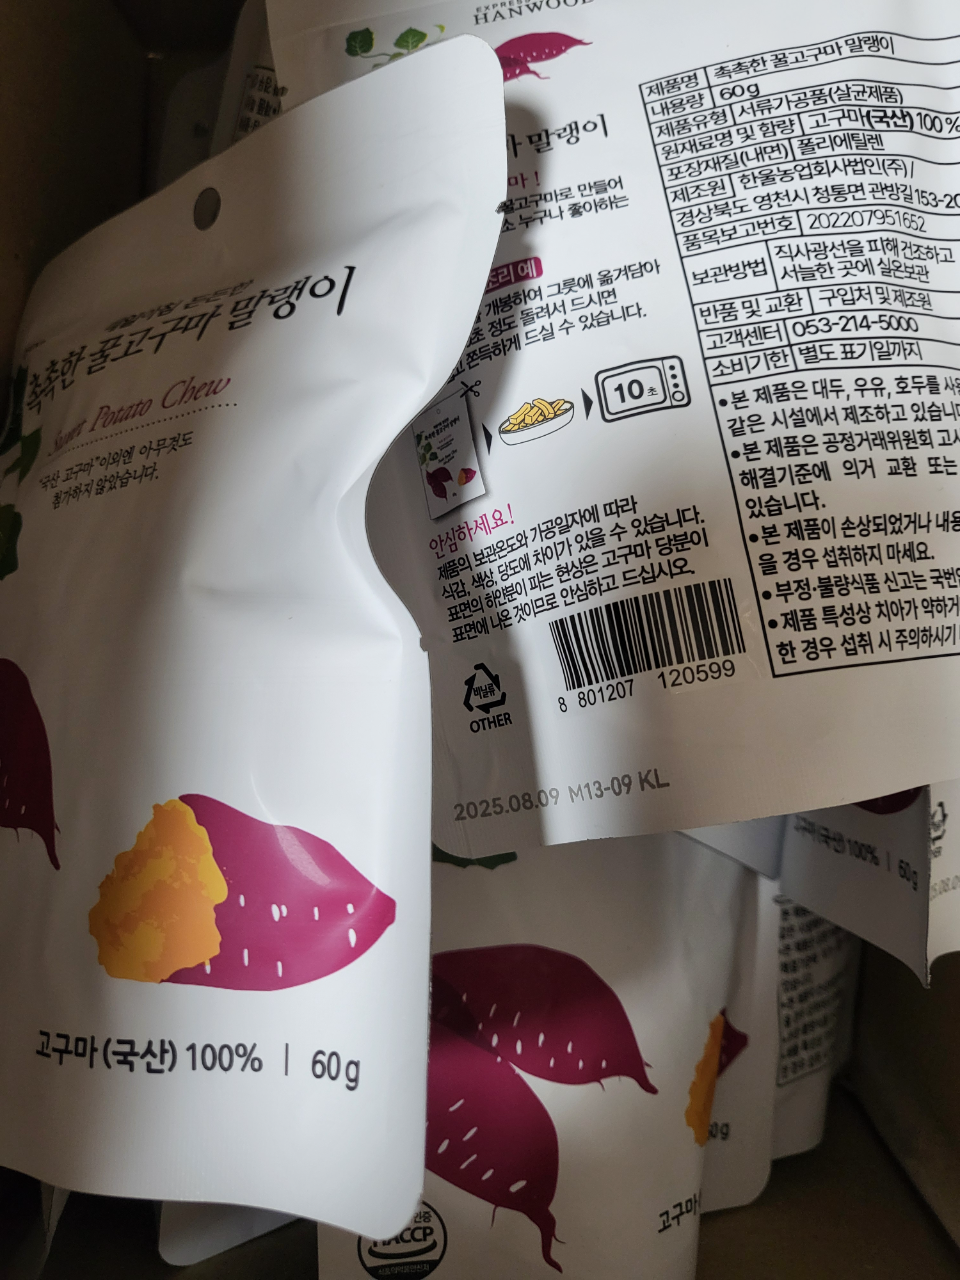 촉촉한 꿀고구마 말랭이
Sweet Potato Chew
"국산 고구마"이외엔 아무것도
첨가하지 않았습니다.
고구마(국산) 100% | 60g
HANWOOL
말랭이
마!
꿀고구마로 만들어
누구나 좋아하는
조리 예
개봉하여 그릇에 옮겨담아
초 정도 돌려서 드시면
쫀득하게 드실 수 있습니다.
10초
안심하세요!
제품의 보관온도와 가공일자에 따라
식감, 색상, 당도에 차이가 있을 수 있습니다.
표면의 하얀분이 피는 현상은 고구마 당분이
표면에 나온 것이므로 안심하고 드십시오.
비닐류
OTHER
8 801207 120599
2025.08.09 M13-09 KL
제품명 촉촉한 꿀고구마 말랭이
내용량 60g
제품유형 서류가공품(살균제품)
원재료명 및 함량 고구마(국산)100%
포장재질(내면) 폴리에틸렌
제조원 한울농업회사법인(주)/
경상북도 영천시 청통면 관방길153-20
품목보고번호 202207951652
보관방법 직사광선을 피해 건조하고
서늘한 곳에 실온보관
반품 및 교환 구입처 및 제조원
고객센터 053-214-5000
소비기한 별도 표기일까지
•본 제품은 대두, 우유, 호두를
같은 시설에서 제조하고
•본 제품은 공정거래위원회
해결기준에 의거 교환 또는
있습니다.
•본 제품이 손상되었거나
을 경우 섭취하지 마세요.
•부정·불량식품 신고는 국번
•제품 특성상 치아가 약하거
한 경우 섭취 시 주의하시기
고구마(국산)100% | 60g
60g
고구마
HACCP